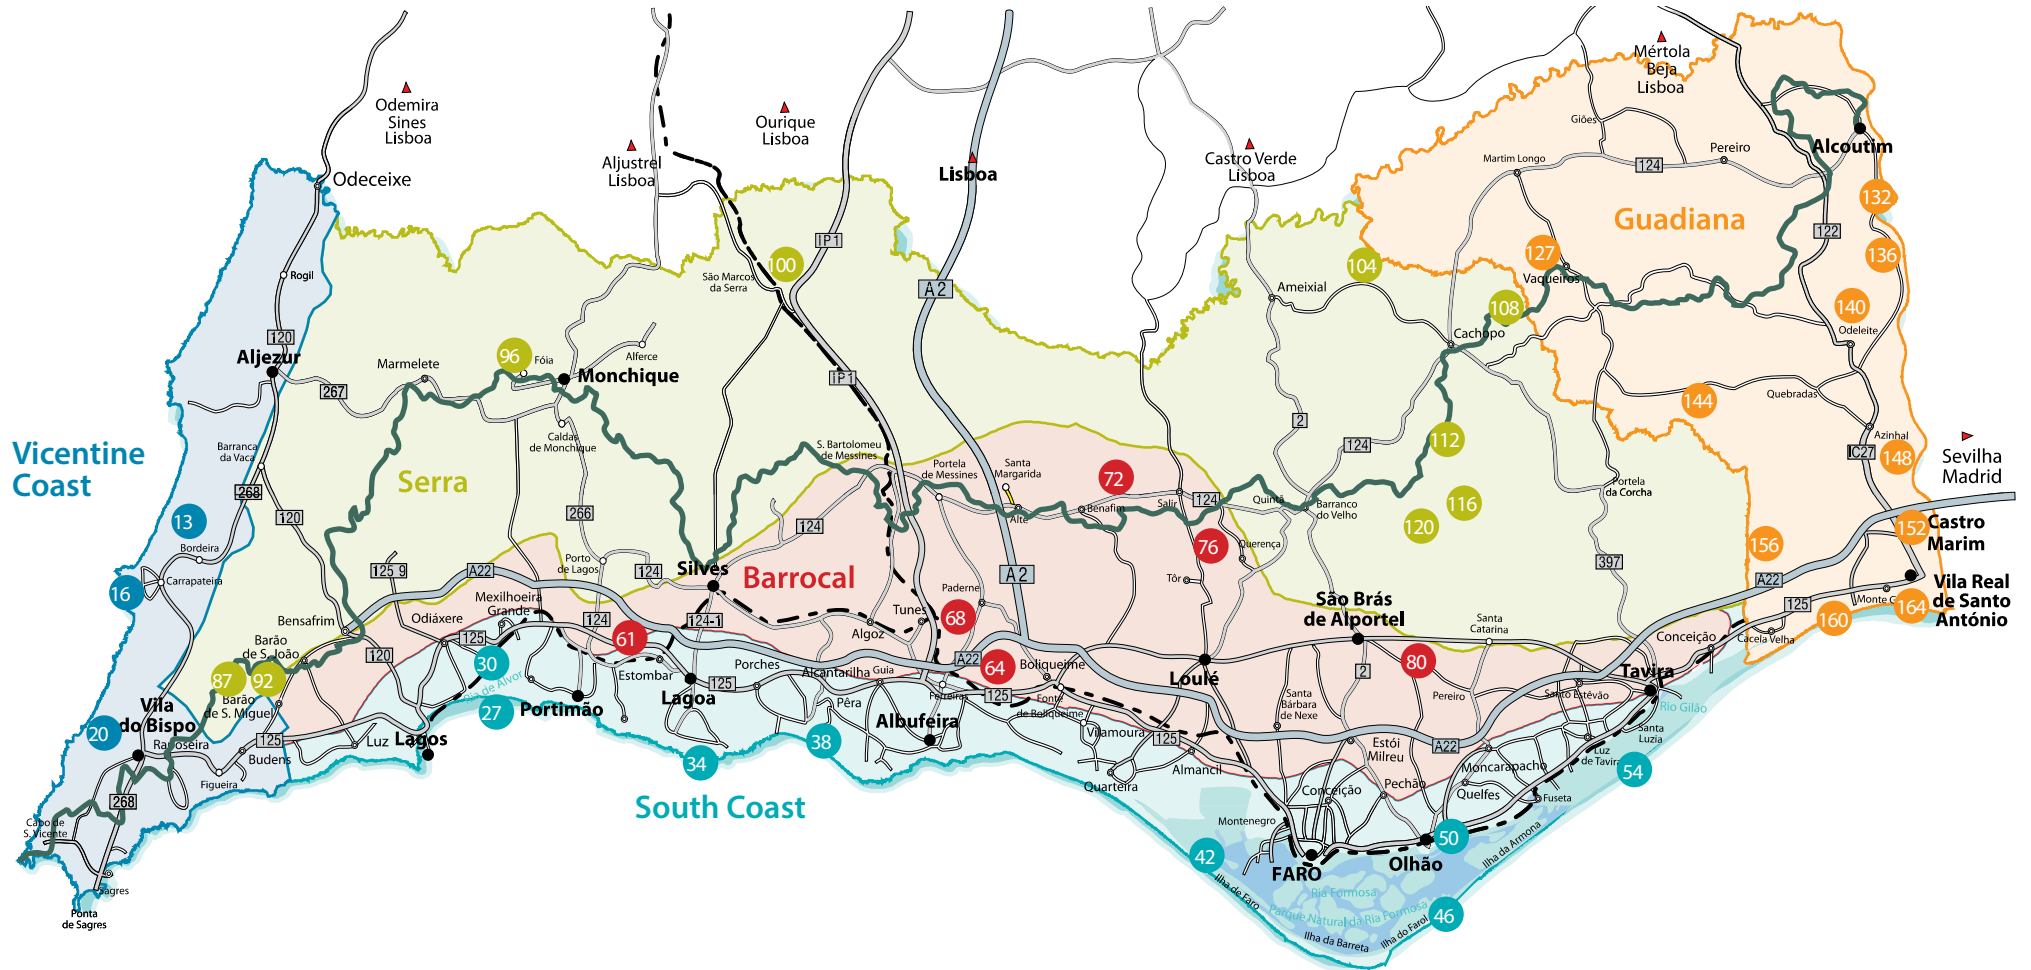 Odemira
Sines
Lisboa
Aljustrel
Lisboa
Ourique
Lisboa
Lisboa
Castro Verde
Lisboa
Mértola
Beja
Lisboa
Sevilha
Madrid
Vicentine
Coast
Serra
Barrocal
South Coast
Guadiana
Odeceixe
Rogil
120
Aljezur
267
Marmelete
96
Fóia
Monchique
Alferce
Caldas
de Monchique
Barranca
da Vaca
268
120
13
Bordeira
16
Carrapateira
266
Porto
de Lagos
124
125 9
A22
Mexilhoeira
Grande
Bensafrim
Odiáxere
125
120
Barão
de S. João
87
92
Barão
de S. Miguel
Vila
do Bispo
20
Raposeira
Figueira
Budens
125
Luz
Lagos
268
Cabo de
S. Vicente
Sagres
Ponta
de Sagres
30
Ria de Alvor
27
Portimão
124
61
Estombar
Lagoa
124-1
Silves
125
Porches
34
Alcantarilha
Guia
Pêra
38
Albufeira
Ferreiras
São Marcos
da Serra
100
IP1
IP1
A2
A2
S. Bartolomeu
de Messines
124
Portela
de Messines
Santa
Margarida
Alte
72
Benafim
Salir
124
Quintã
Barranco
do Velho
76
Querença
Tôr
Paderne
68
Tunes
Algoz
A22
64
Boliqueime
125
Fonte
de Boliqueime
Vilamoura
125
Quarteira
Almancil
Loulé
São Brás
de Alportel
2
Santa
Bárbara
de Nexe
80
Pereiro
Santa
Catarina
Estói
Milreu
A22
Conceição
Pechão
Moncarapacho
Quelfes
Montenegro
42
FARO
Olhão
50
46
Ilha de Faro
Ria Formosa
Parque Natural da Ria Formosa
Ilha da Barreta
Ilha do Farol
Ilha da Armona
Fuseta
Luz
de Tavira
54
Santa
Luzia
Rio Gilão
Santo Estêvão
Tavira
Conceição
Cacela Velha
125
160
164
Vila Real
de Santo
António
A22
156
152
Castro
Marim
148
IC27
Azinhal
Quebradas
144
Odeleite
140
136
132
122
Alcoutim
Pereiro
124
Giões
Martim Longo
127
Vaqueiros
108
Cachopo
104
Ameixial
2
124
112
116
120
Portela
da Corcha
397